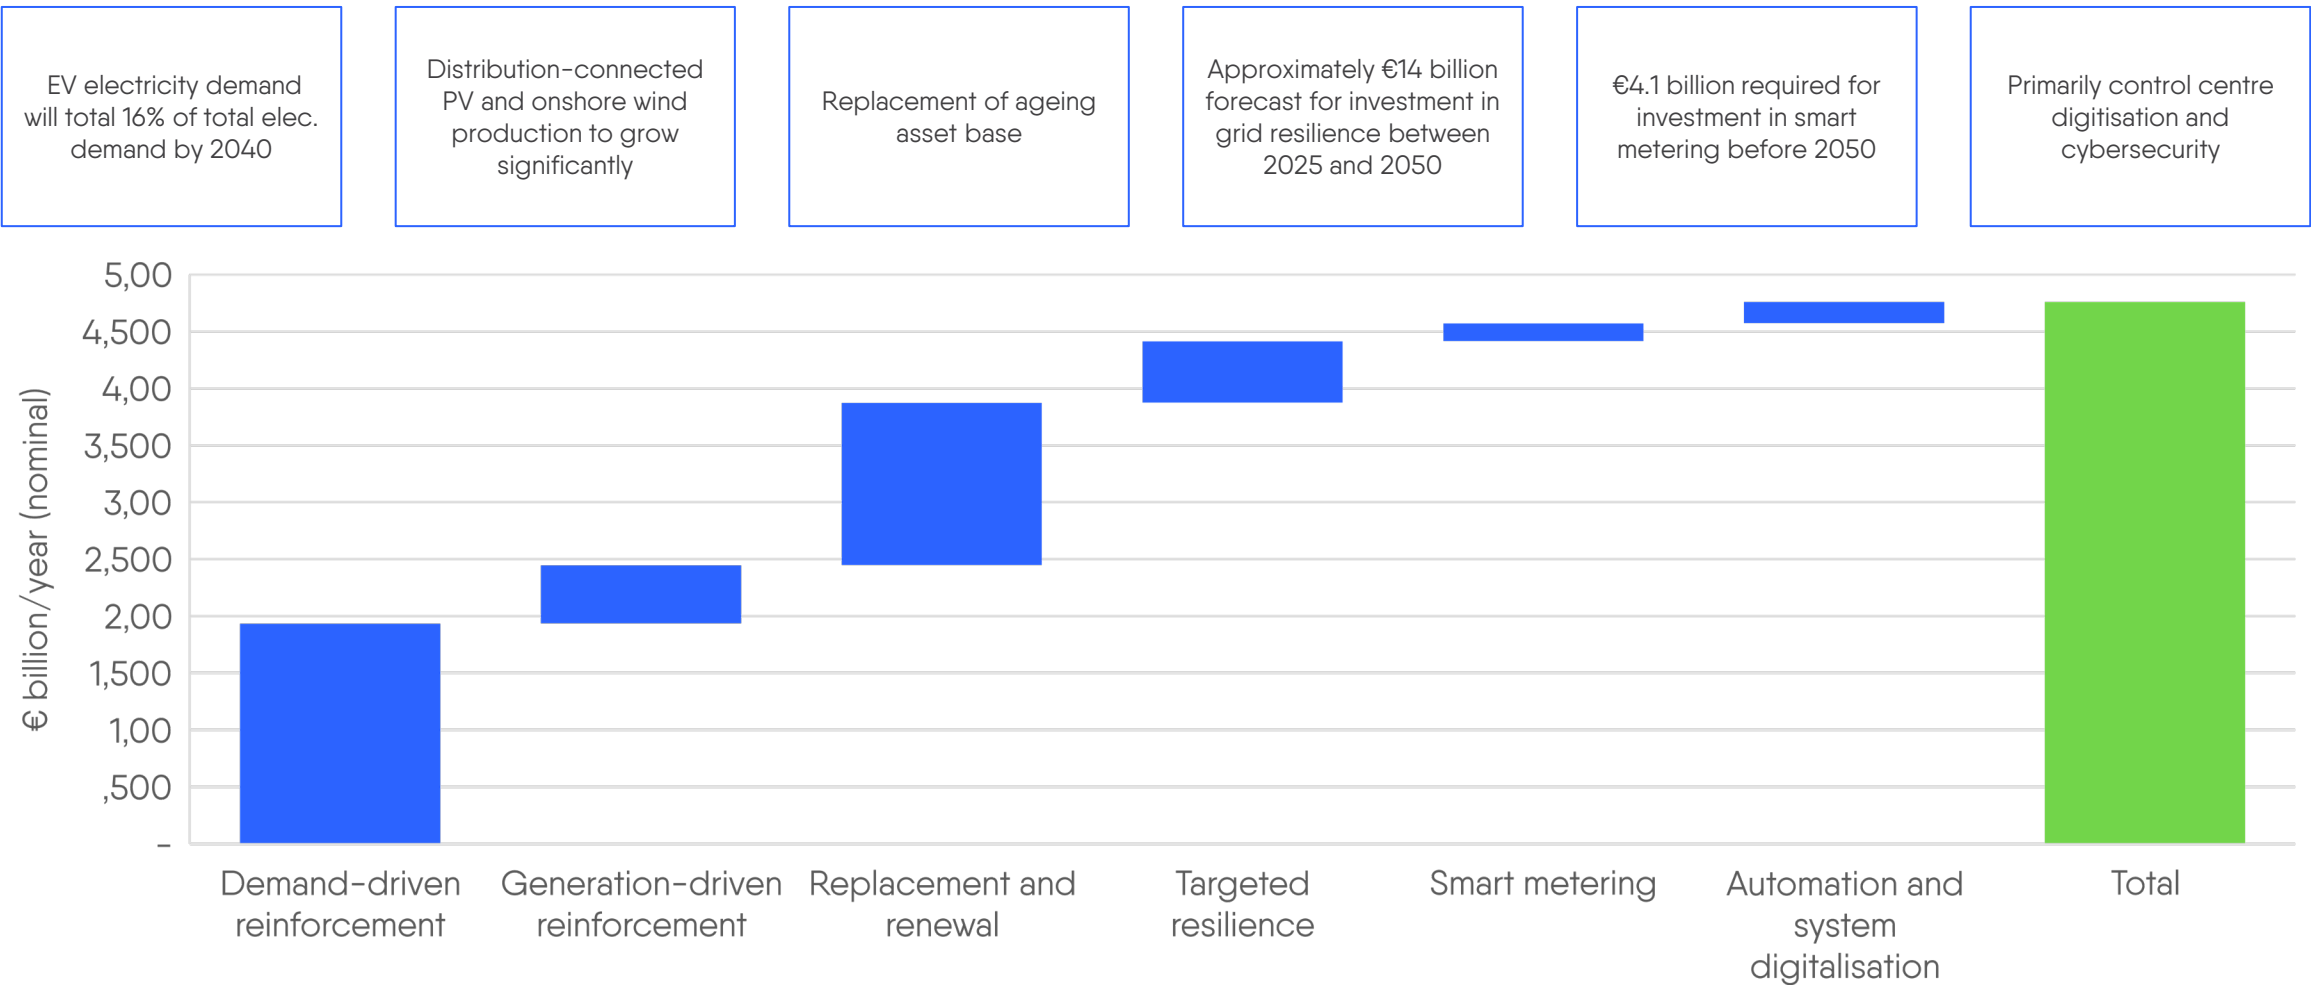 EV electricity demand
will total 16% of total elec.
demand by 2040
Distribution-connected
PV and onshore wind
production to grow
significantly
Replacement of ageing
asset base
Approximately €14 billion
forecast for investment in
grid resilience between
2025 and 2050
€4.1 billion required for
investment in smart
metering before 2050
Primarily control centre
digitisation and
cybersecurity
€ billion/year (nominal)
5,00
4,500
4,00
3,500
3,00
2,500
2,00
1,500
1,00
,500
-
Demand-driven
reinforcement
Generation-driven
reinforcement
Replacement and
renewal
Targeted
resilience
Smart metering
Automation and
system
digitalisation
Total